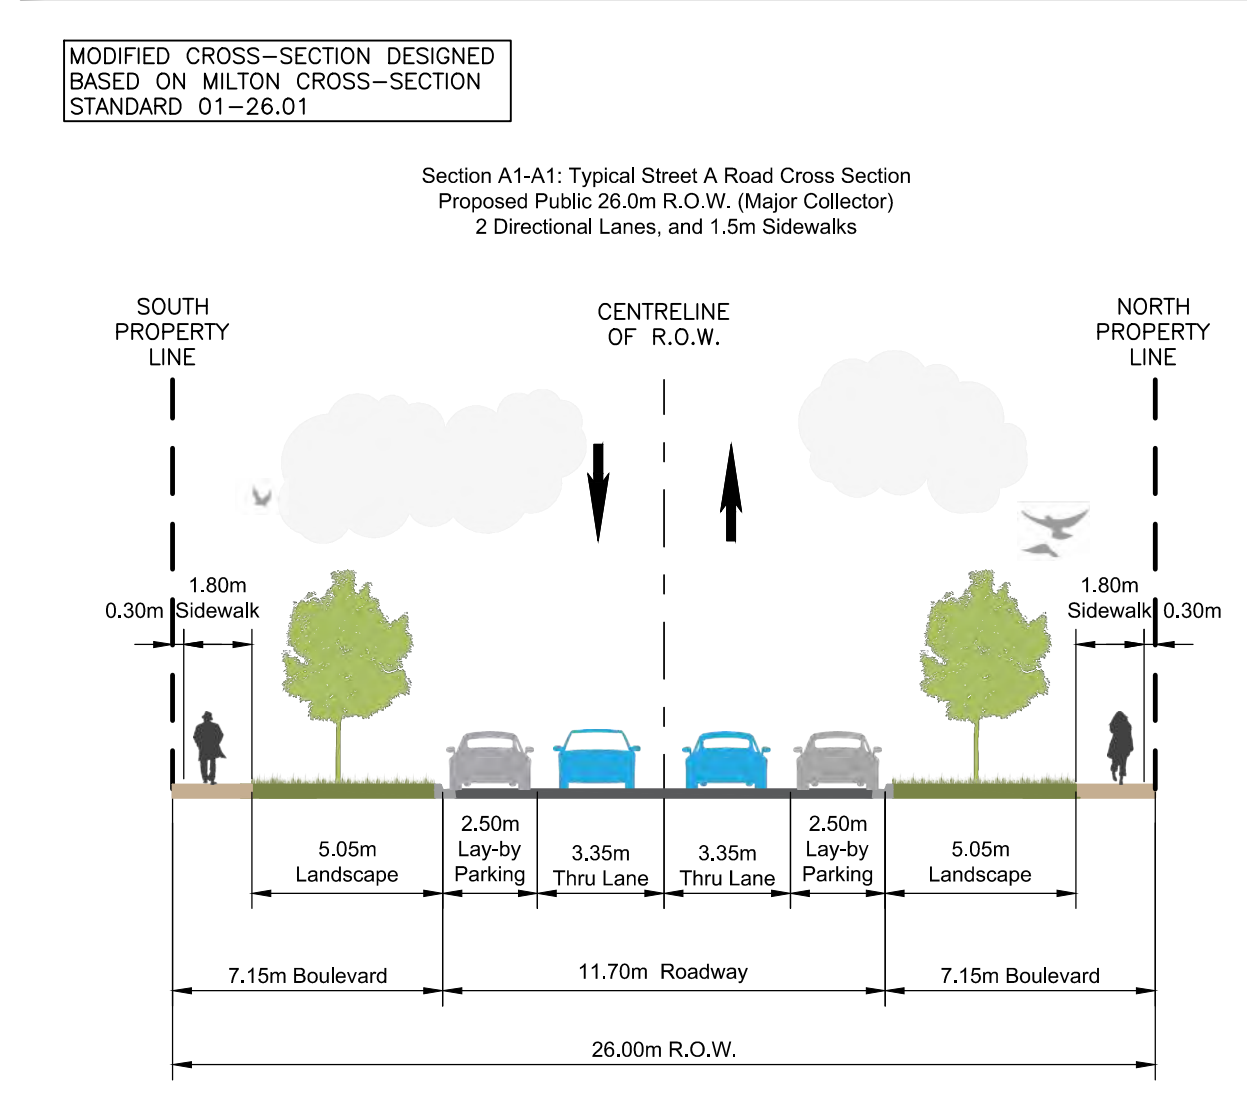 MODIFIED CROSS-SECTION DESIGNED
BASED ON MILTON CROSS-SECTION
STANDARD 01-26.01
Section A1-A1: Typical Street A Road Cross Section
Proposed Public 26.0m R.O.W. (Major Collector)
2 Directional Lanes, and 1.5m Sidewalks
SOUTH
PROPERTY
LINE
CENTRELINE
OF R.O.W.
NORTH
PROPERTY
LINE
0.30m
1.80m
Sidewalk
1.80m
Sidewalk
0.30m
5.05m
Landscape
2.50m
Lay-by
Parking
3.35m
Thru Lane
3.35m
Thru Lane
2.50m
Lay-by
Parking
5.05m
Landscape
7.15m Boulevard
11.70m Roadway
7.15m Boulevard
26.00m R.O.W.